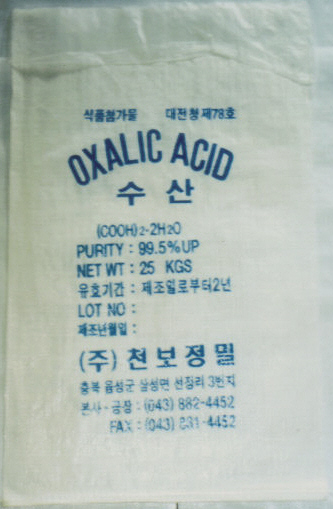 식품첨가물 대전청제78호
OXALIC ACID
수산
(COOH)2-2H2O
PURITY : 99.5%UP
NET WT : 25 KGS
유효기간 : 제조일로부터2년
LOT NO :
제조년월일 :
(주) 천보정밀
충북 음성군 삼성면 선정리 3번지
본사·공장 : (043) 882-4452
FAX : (043) 231-4452